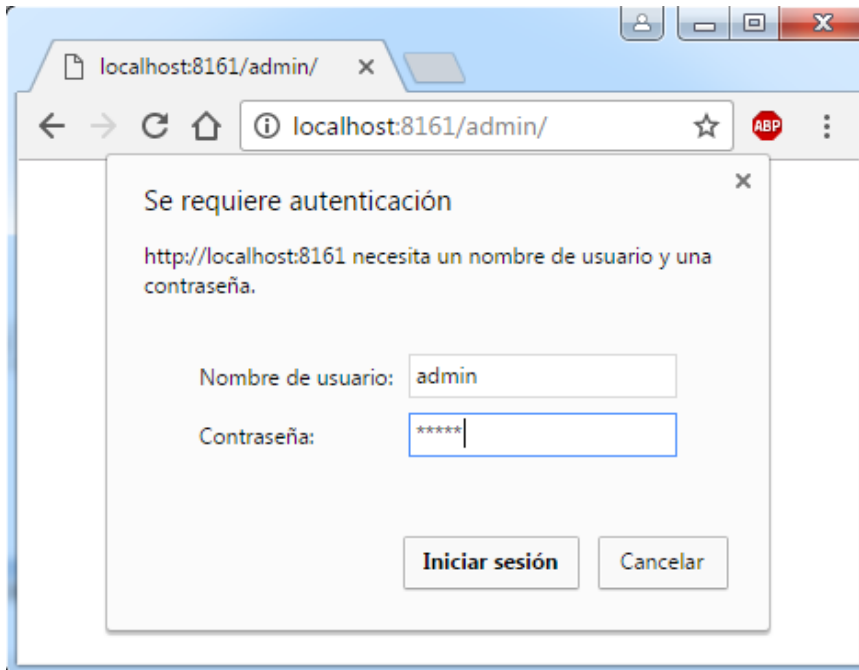 localhost:8161/admin/
localhost:8161/admin/
ABP
Se requiere autenticación
http://localhost:8161 necesita un nombre de usuario y una
contraseña.
Nombre de usuario: admin
Contraseña: *****
Iniciar sesión Cancelar